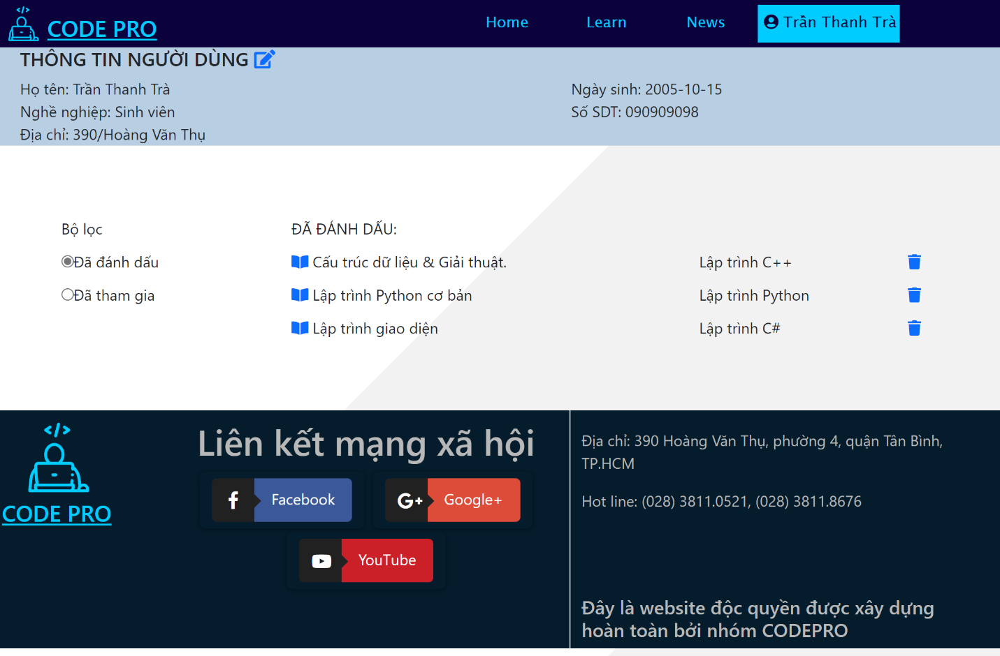 CODE PRO
Home
Learn
News
Trần Thanh Trà
THÔNG TIN NGƯỜI DÙNG
Họ tên: Trần Thanh Trà
Ngày sinh: 2005-10-15
Nghề nghiệp: Sinh viên
Số SDT: 090909098
Địa chỉ: 390/Hoàng Văn Thụ
Bộ lọc
ĐÃ ĐÁNH DẤU:
Đã đánh dấu
Cấu trúc dữ liệu & Giải thuật.
Lập trình C++
Đã tham gia
Lập trình Python cơ bản
Lập trình Python
Lập trình giao diện
Lập trình C#
</>
CODE PRO
Liên kết mạng xã hội
Facebook
Google+
YouTube
Địa chỉ: 390 Hoàng Văn Thụ, phường 4, quận Tân Bình,
TP.HCM
Hot line: (028) 3811.0521, (028) 3811.8676
Đây là website độc quyền được xây dựng
hoàn toàn bởi nhóm CODEPRO